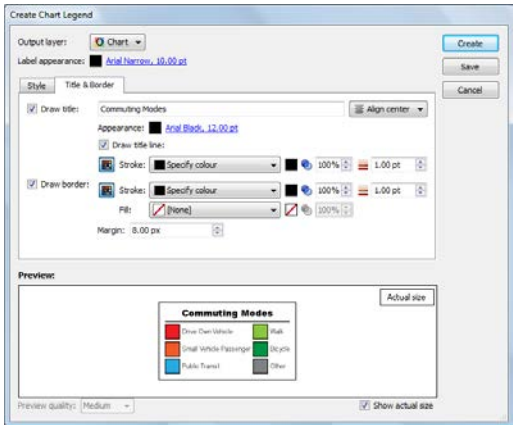 Create Chart Legend
Output layer: Chart
Create
Label appearance: Arial Narrow, 10.00 pt
Save
Style Title & Border
Cancel
Draw title: Commuting Modes Align center
Appearance: Arial Black, 12.00 pt
Draw title line:
Stroke: Specify colour 100% 1.00 pt
Draw border: Stroke: Specify colour 100% 1.00 pt
Fill: [None] 100%
Margin: 8.00 px
Preview:
Actual size
Commuting Modes
Drive Own Vehicle Walk
Small Vehicle Passenger Bicycle
Public Transit Other
Preview quality: Medium Show actual size